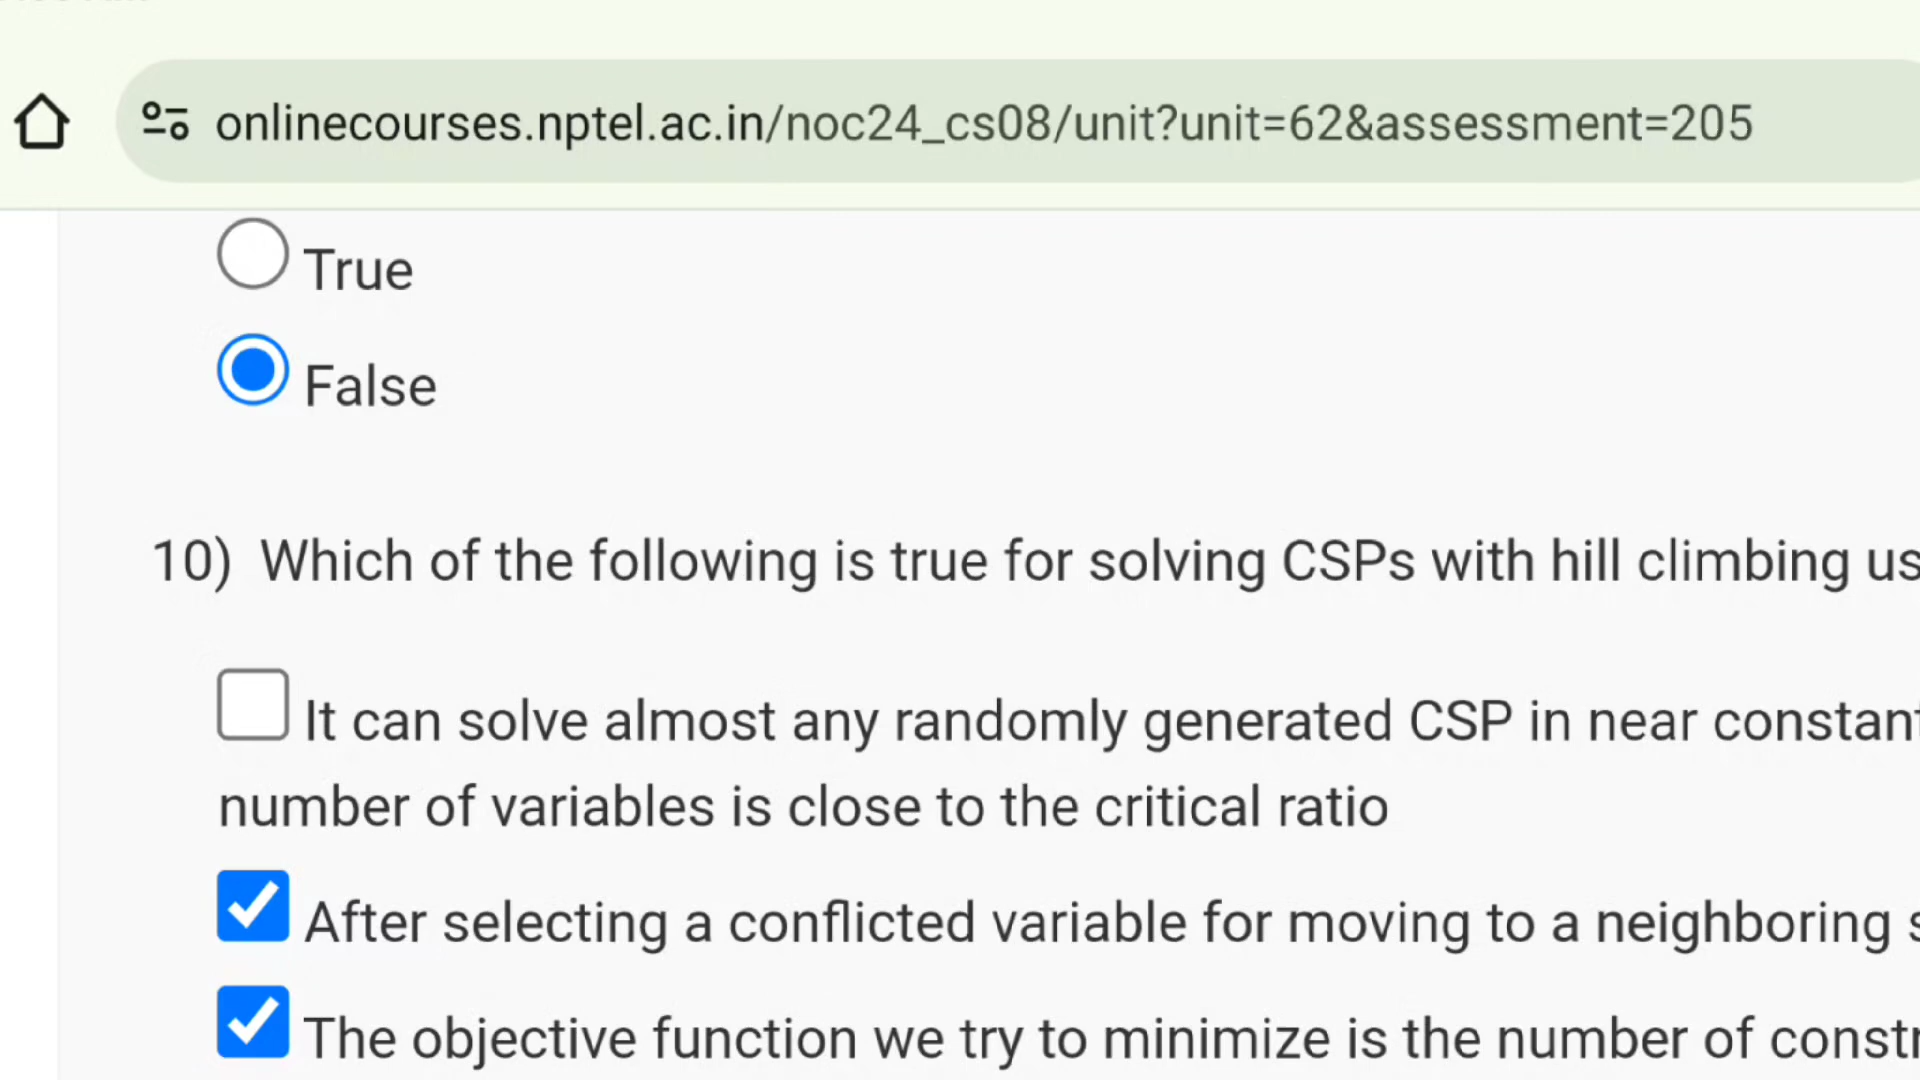 onlinecourses.nptel.ac.in/noc24_cs08/unit?unit=62&assessment=205
True
False
10) Which of the following is true for solving CSPs with hill climbing us
It can solve almost any randomly generated CSP in near constant
number of variables is close to the critical ratio
After selecting a conflicted variable for moving to a neighboring s
The objective function we try to minimize is the number of constr